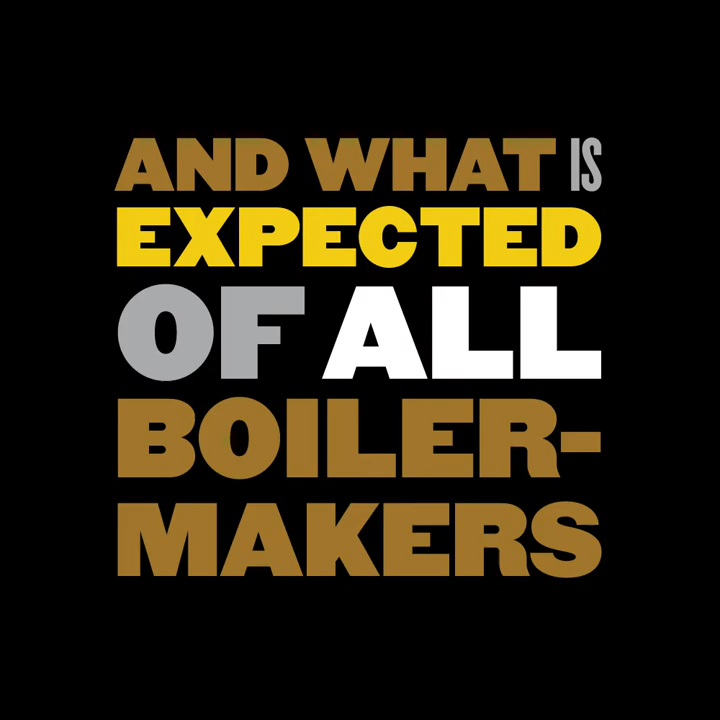 AND WHAT IS
EXPECTED
OF ALL
BOILER-
MAKERS